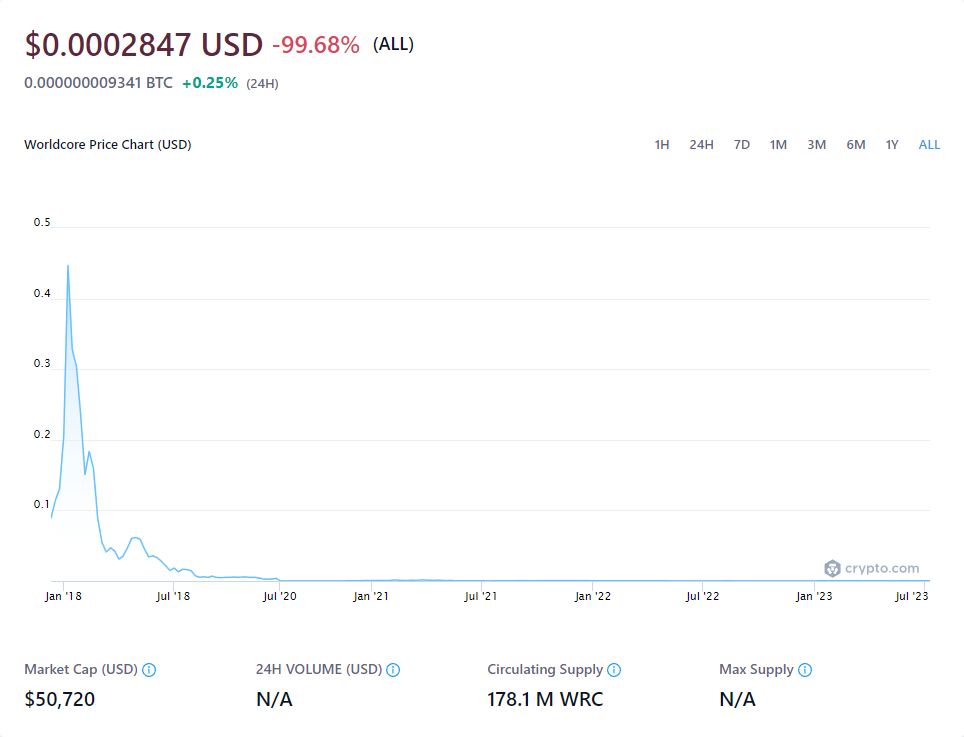 $0.0002847 USD -99.68% (ALL)
0.000000009341 BTC +0.25% (24H)
Worldcore Price Chart (USD) 1H 24H 7D 1M 3M 6M 1Y ALL
0.5
0.4
0.3
0.2
0.1
crypto.com
Jan '18 Jul '18 Jul '20 Jan '21 Jul '21 Jan '22 Jul '22 Jan '23 Jul '23
Market Cap (USD) 24H VOLUME (USD) Circulating Supply Max Supply
$50,720 N/A 178.1 M WRC N/A